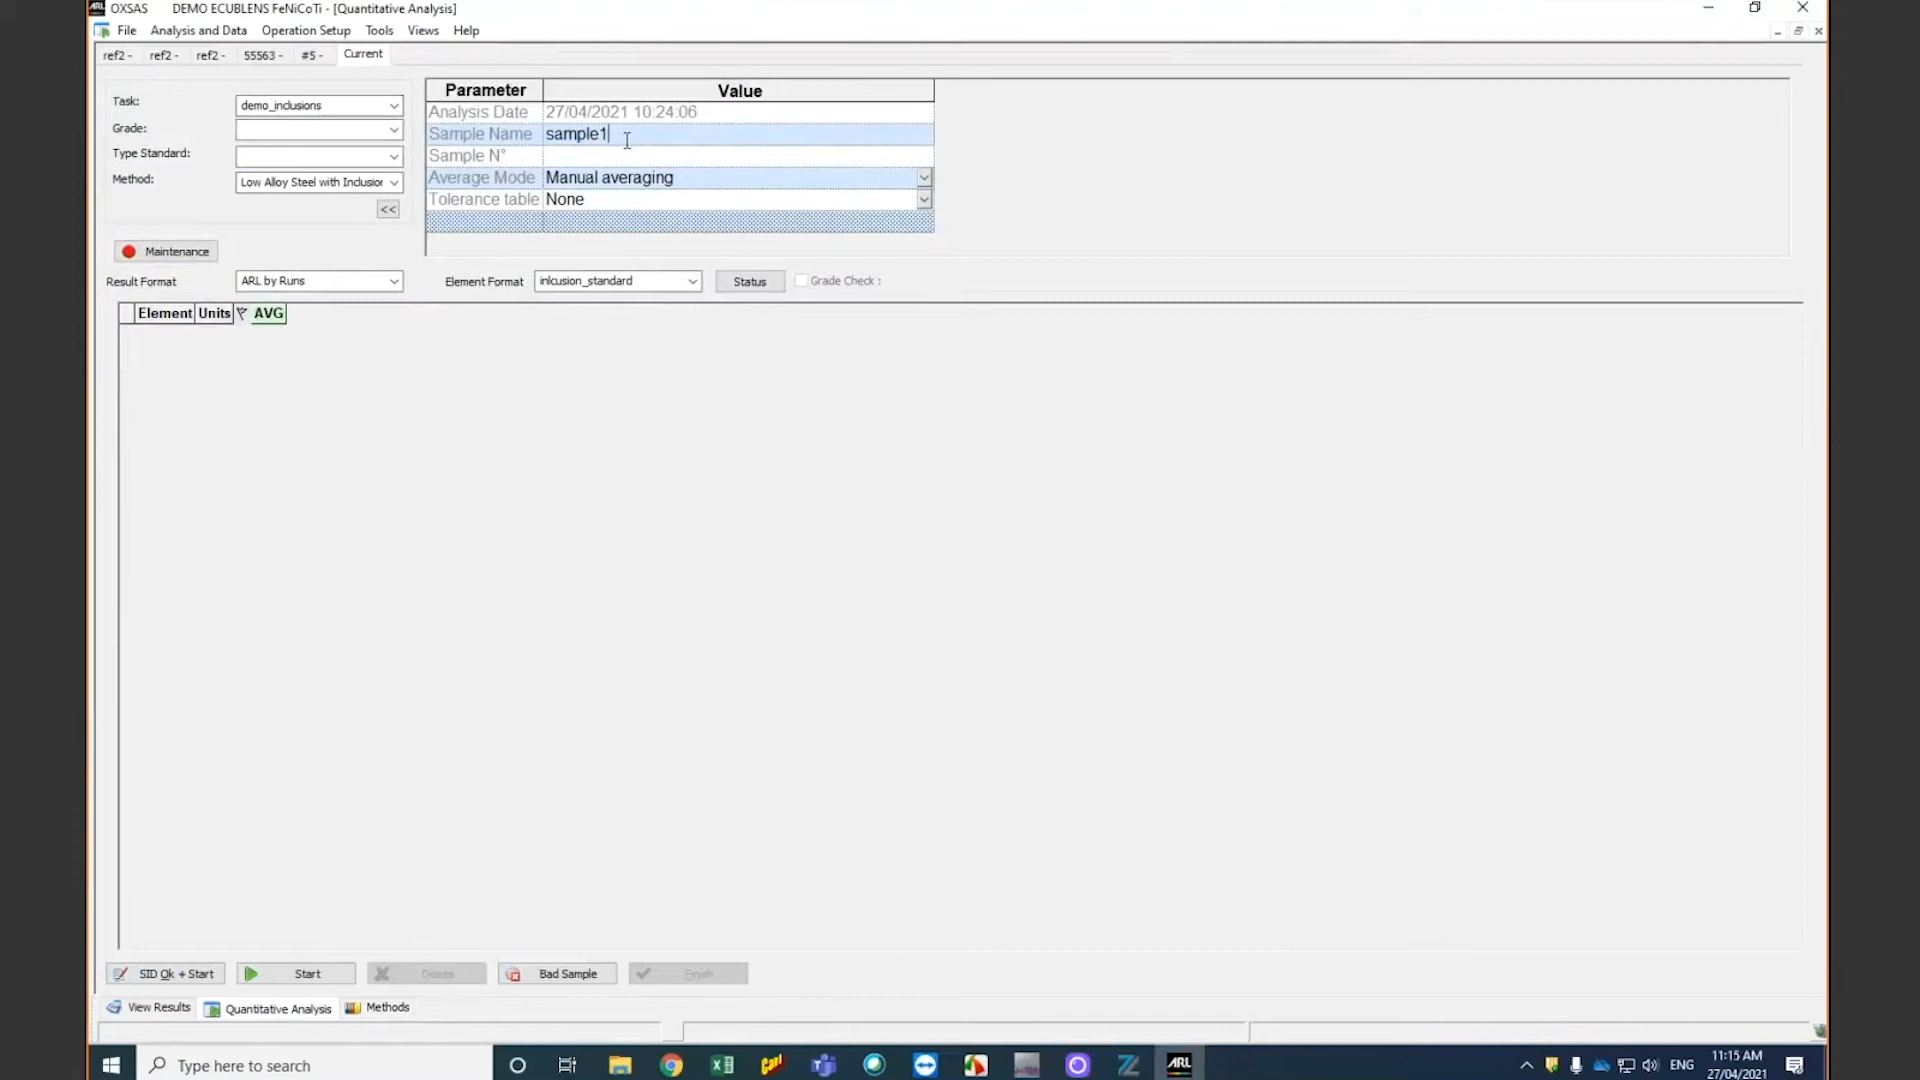 OXSAS DEMO ECUBLENS FeNiCoTi - [Quantitative Analysis]
File Analysis and Data Operation Setup Tools Views Help
ref2 - ref2 - ref2 - 55563 - #5 - Current
Task: demo_inclusions
Grade:
Type Standard:
Method: Low Alloy Steel with Inclusior
<<
Parameter Value
Analysis Date 27/04/2021 10:24:06
Sample Name sample1
Sample N°
Average Mode Manual averaging
Tolerance table None
Maintenance
Result Format ARL by Runs Element Format inlcusion_standard Status Grade Check :
Element Units AVG
SID Ok + Start Start Delete Bad Sample Finish
View Results Quantitative Analysis Methods
Type here to search
ARL
ENG
11:15 AM
27/04/2021